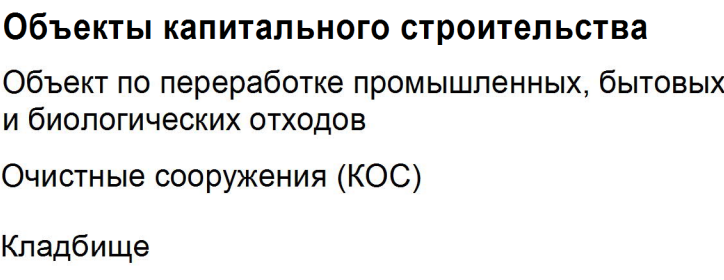 Объекты капитального строительства
Объект по переработке промышленных, бытовых
и биологических отходов
Очистные сооружения (КОС)
Кладбище